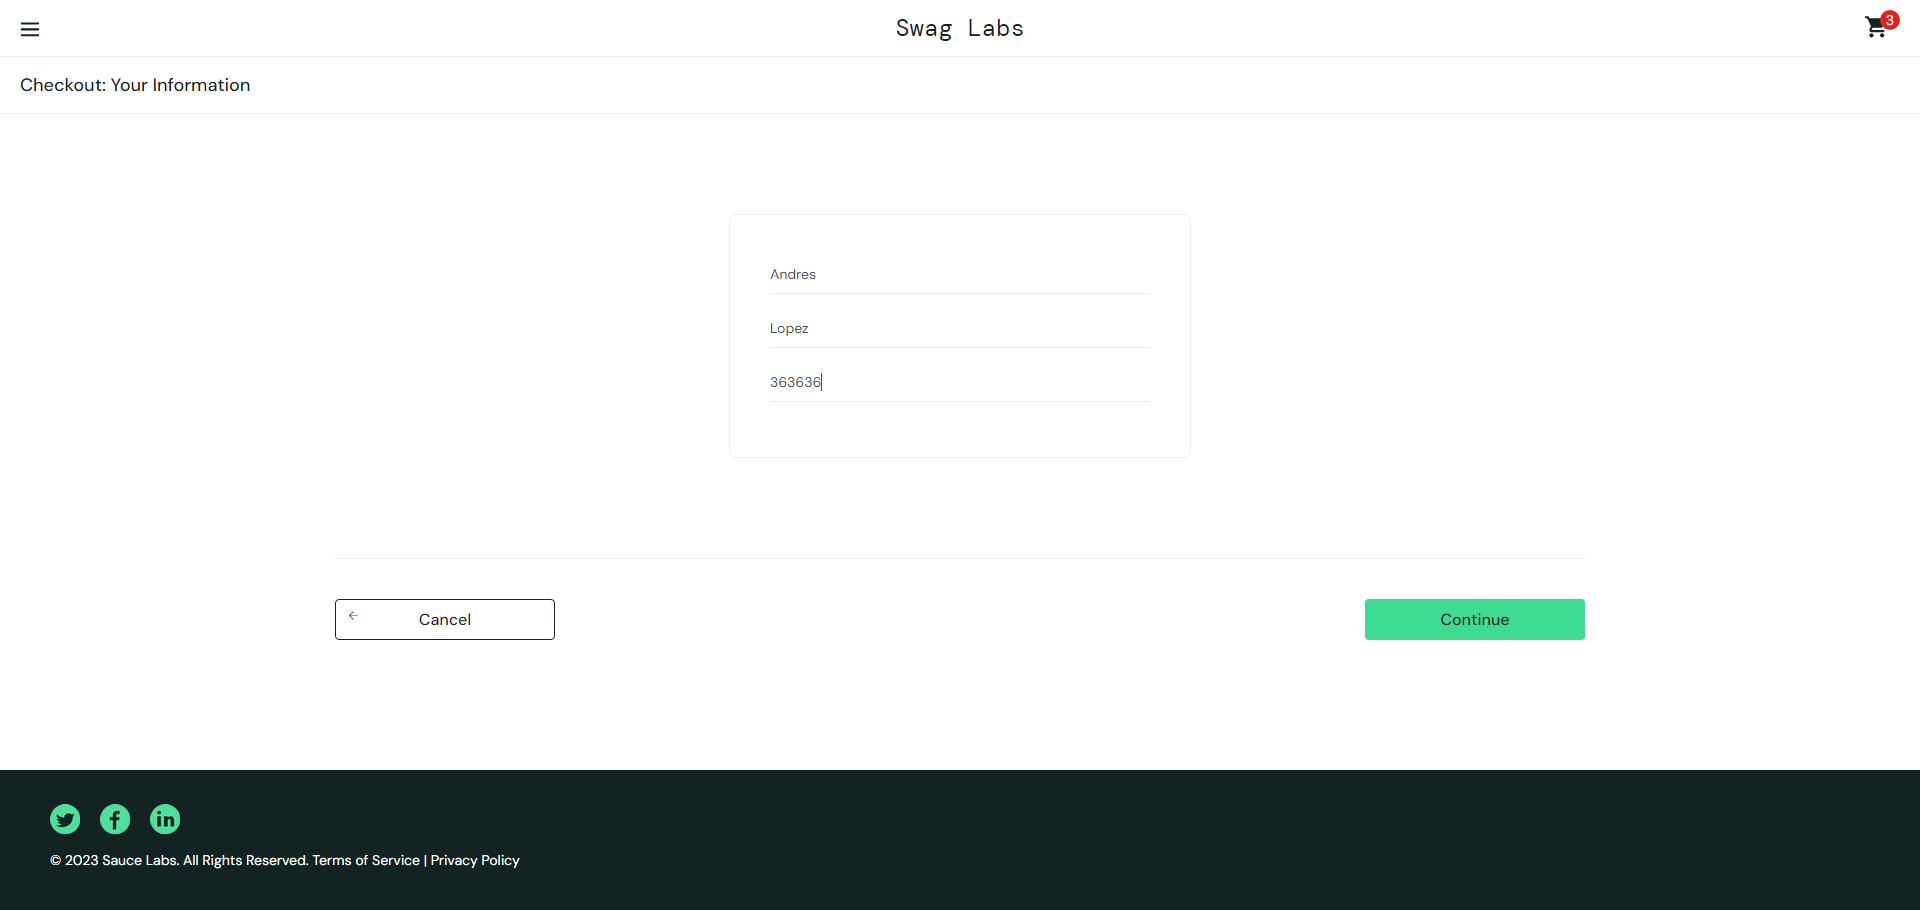 Swag Labs
3
Checkout: Your Information
Andres
Lopez
363636
Cancel
Continue
© 2023 Sauce Labs. All Rights Reserved. Terms of Service | Privacy Policy